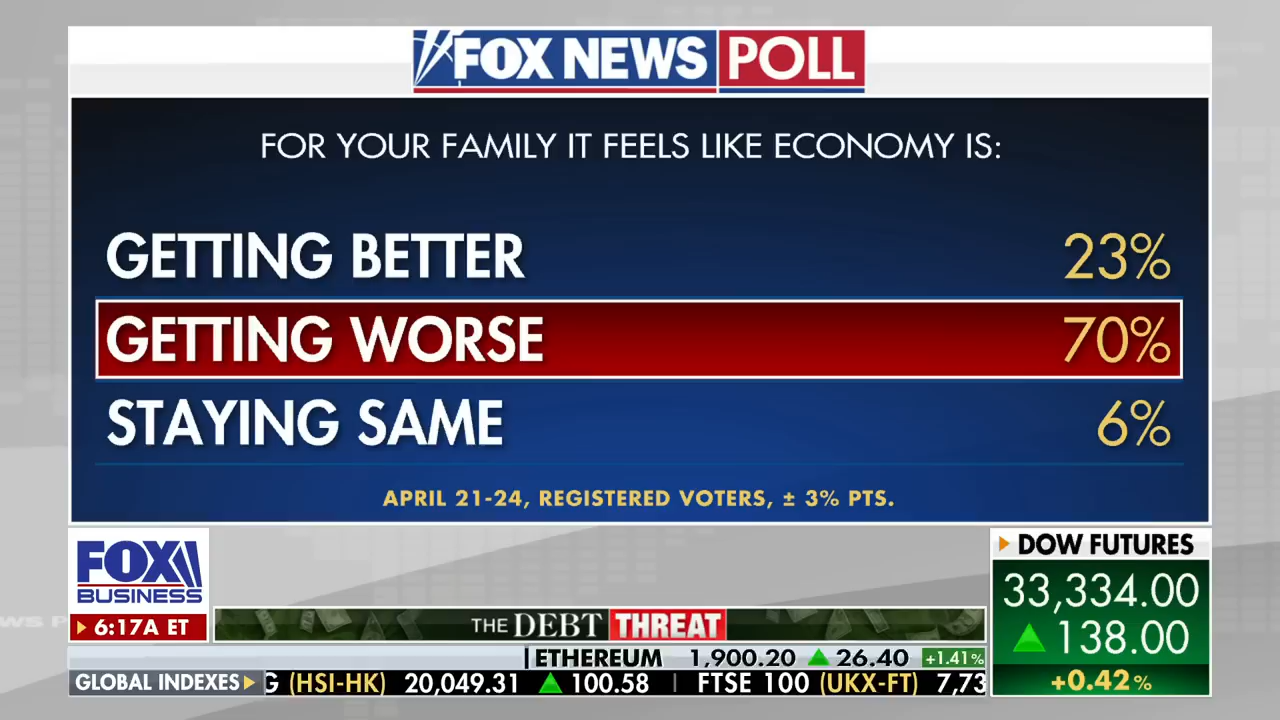 FOX NEWS POLL
FOR YOUR FAMILY IT FEELS LIKE ECONOMY IS:
GETTING BETTER 23%
GETTING WORSE 70%
STAYING SAME 6%
APRIL 21-24, REGISTERED VOTERS, ± 3% PTS.
FOX BUSINESS
6:17A ET
THE DEBT THREAT
DOW FUTURES
33,334.00
138.00
+0.42%
ETHEREUM 1,900.20 26.40 +1.41%
GLOBAL INDEXES G (HSI-HK) 20,049.31 100.58 | FTSE 100 (UKX-FT) 7,73